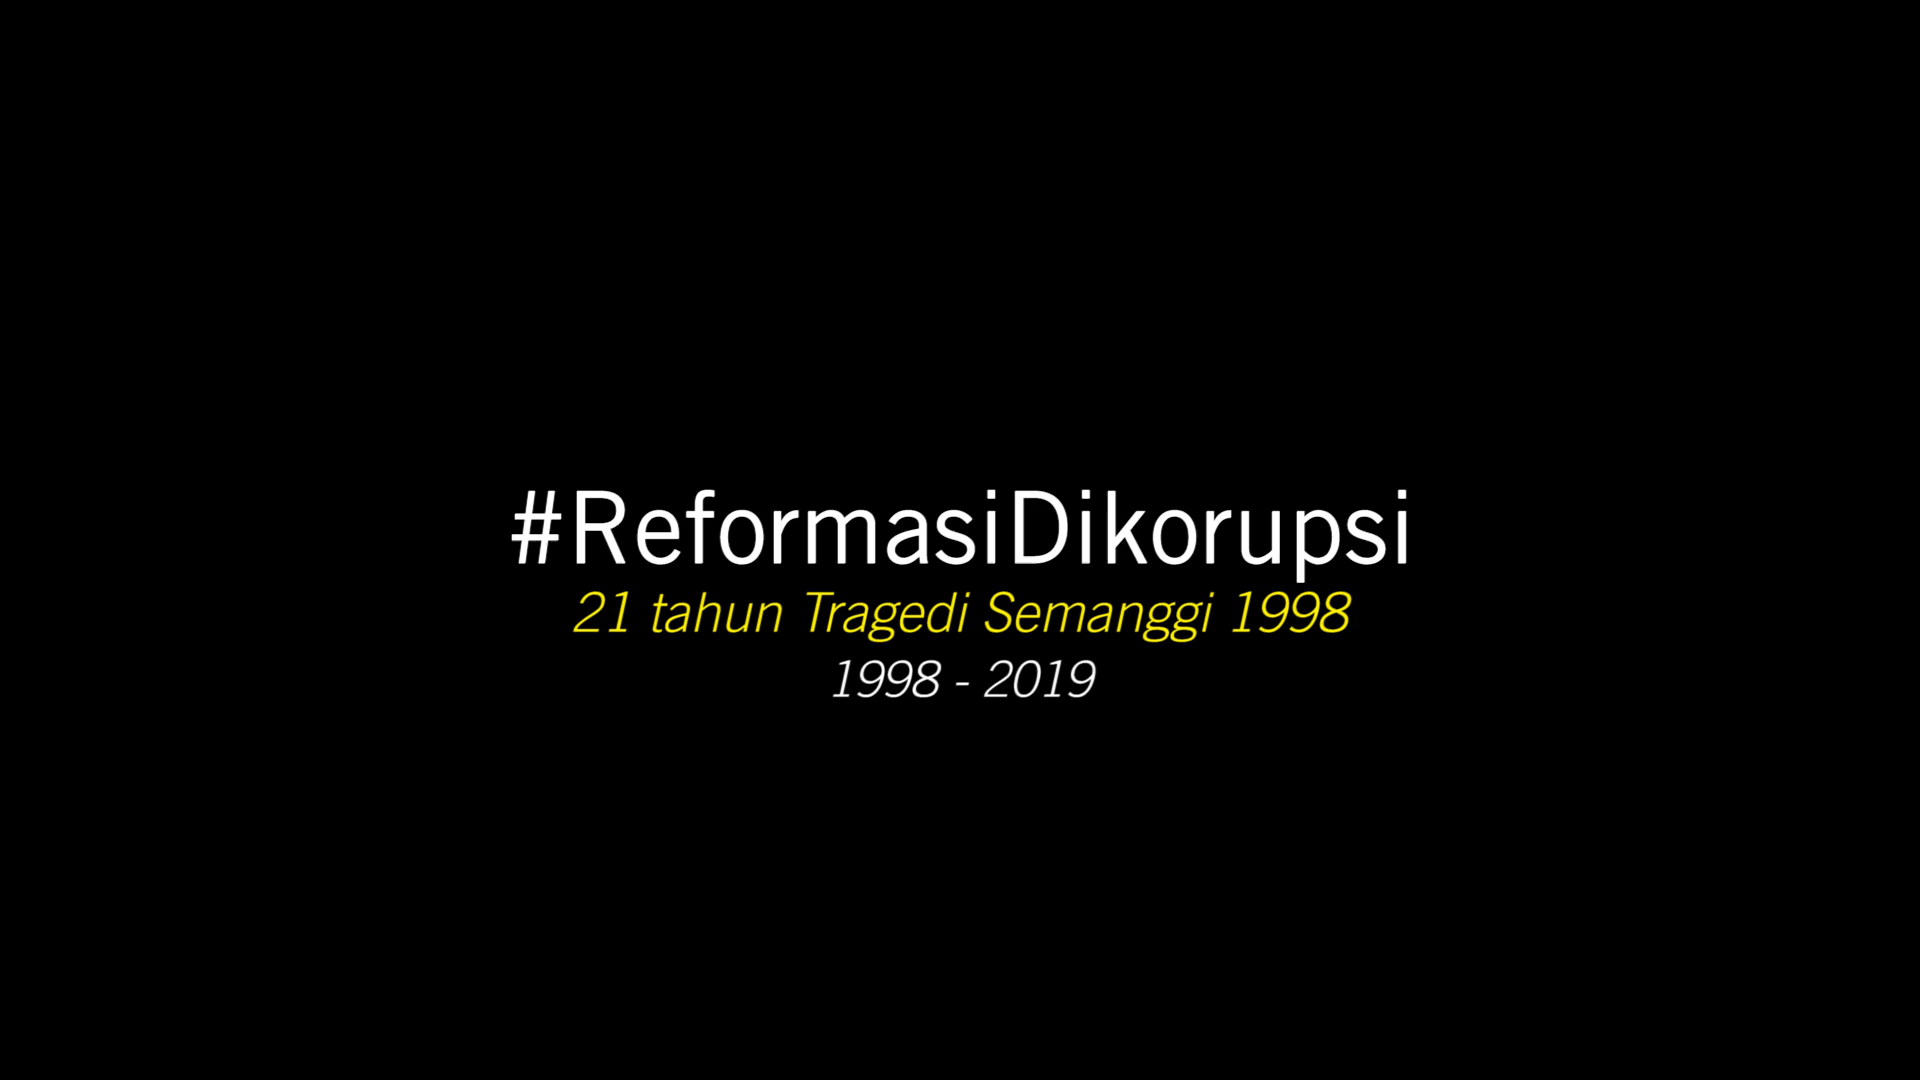 #ReformasiDikorupsi
21 tahun Tragedi Semanggi 1998
1998 - 2019